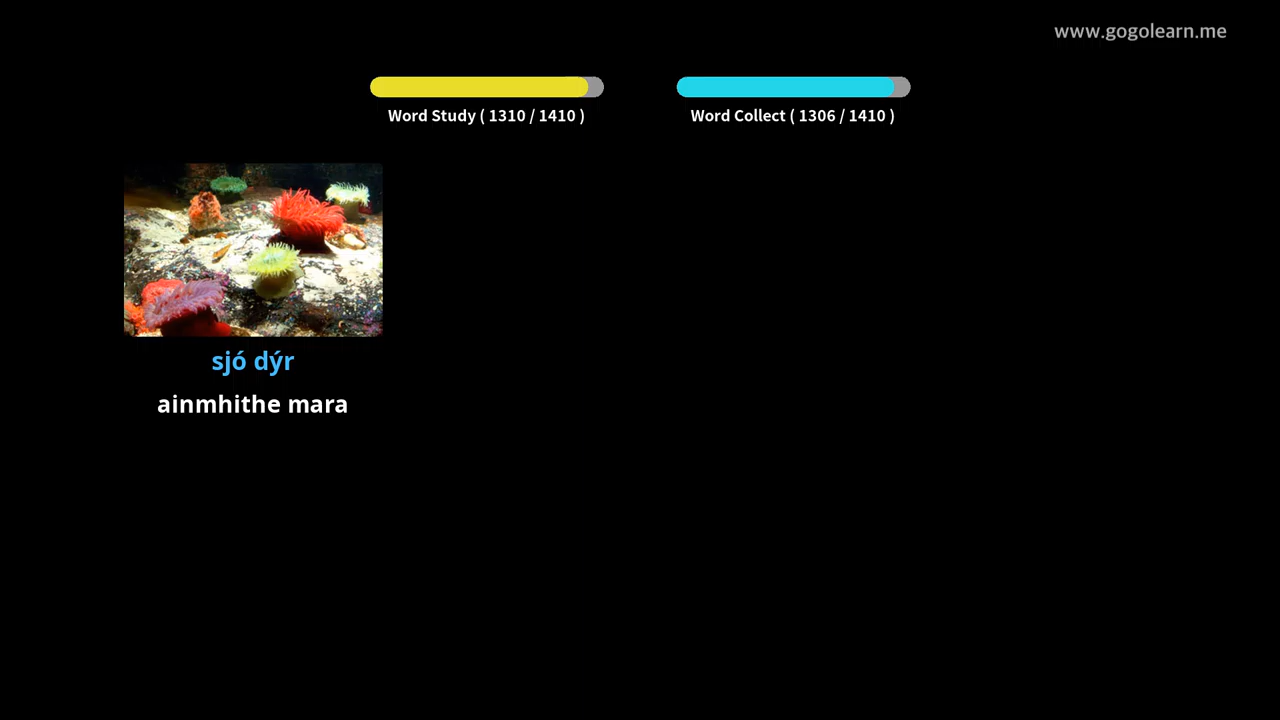 www.gogolearn.me
Word Study ( 1310 / 1410 )
Word Collect ( 1306 / 1410 )
sjó dýr
ainmhithe mara